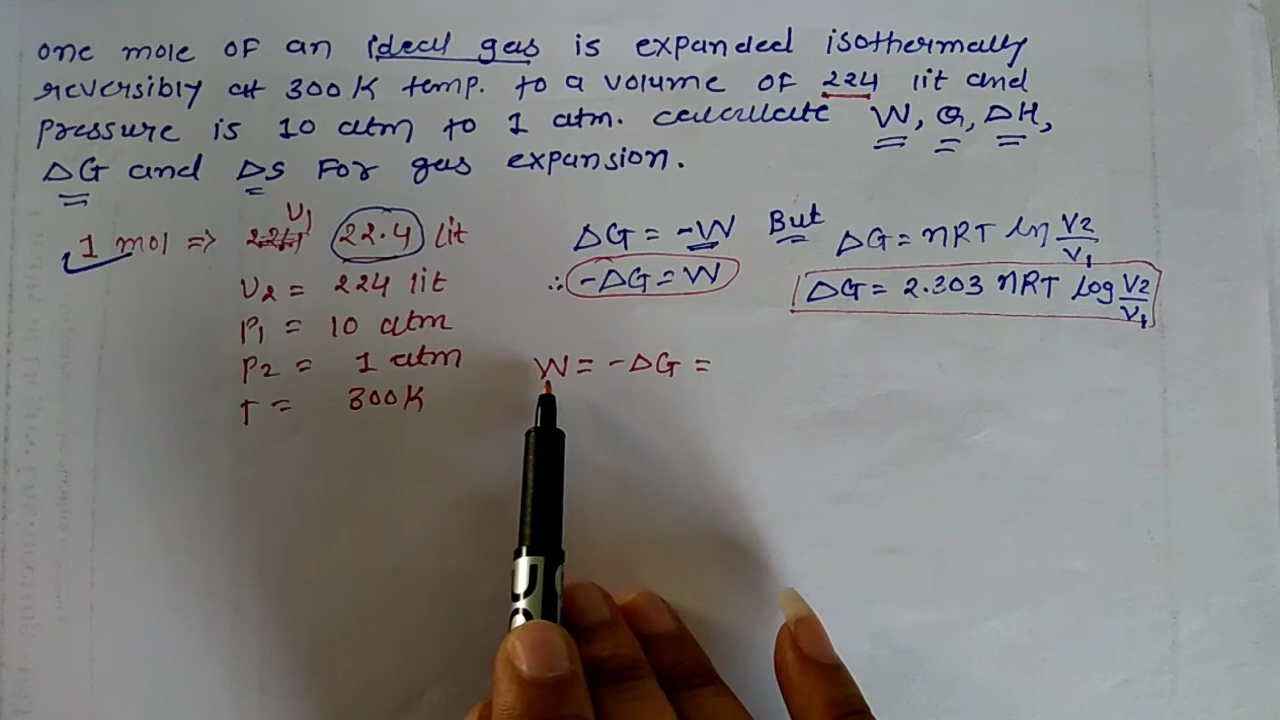 one mole of an ideal gas is expanded isothermally
reversibly at 300K temp. to a volume of 224 lit and
pressure is 10 atm to 1 atm. calculate W, Q, ΔH,
ΔG and ΔS For gas expansion.
1 mol => V1 22.4 lit
V2 = 224 lit
P1 = 10 atm
P2 = 1 atm
T = 300K
ΔG = -W But ΔG = nRT ln V2/V1
∴ -ΔG = W ΔG = 2.303 nRT Log V2/V1
W = -ΔG =